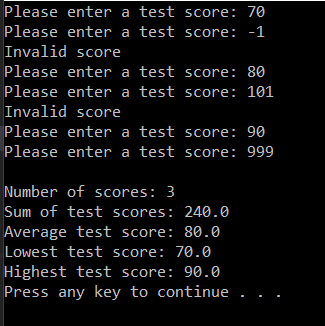 Please enter a test score: 70
Please enter a test score: -1
Invalid score
Please enter a test score: 80
Please enter a test score: 101
Invalid score
Please enter a test score: 90
Please enter a test score: 999
Number of scores: 3
Sum of test scores: 240.0
Average test score: 80.0
Lowest test score: 70.0
Highest test score: 90.0
Press any key to continue . . .